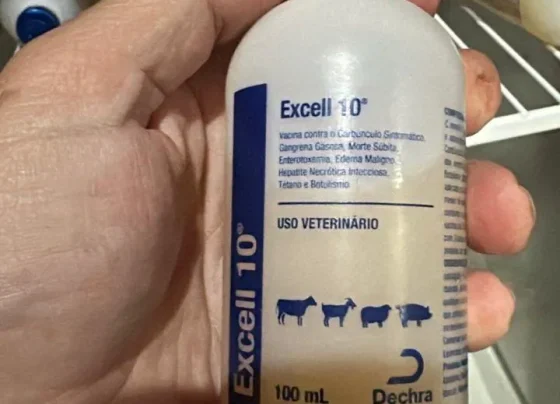 Excell 10®
Vacina contra o Carbúnculo Sintomático,
Gangrena Gasosa, Morte Súbita,
Enterotoxemia, Edema Maligno,
Hepatite Necrótica Infecciosa,
Tétano e Botulismo
USO VETERINÁRIO
Excell 10®
100 mL
Dechra